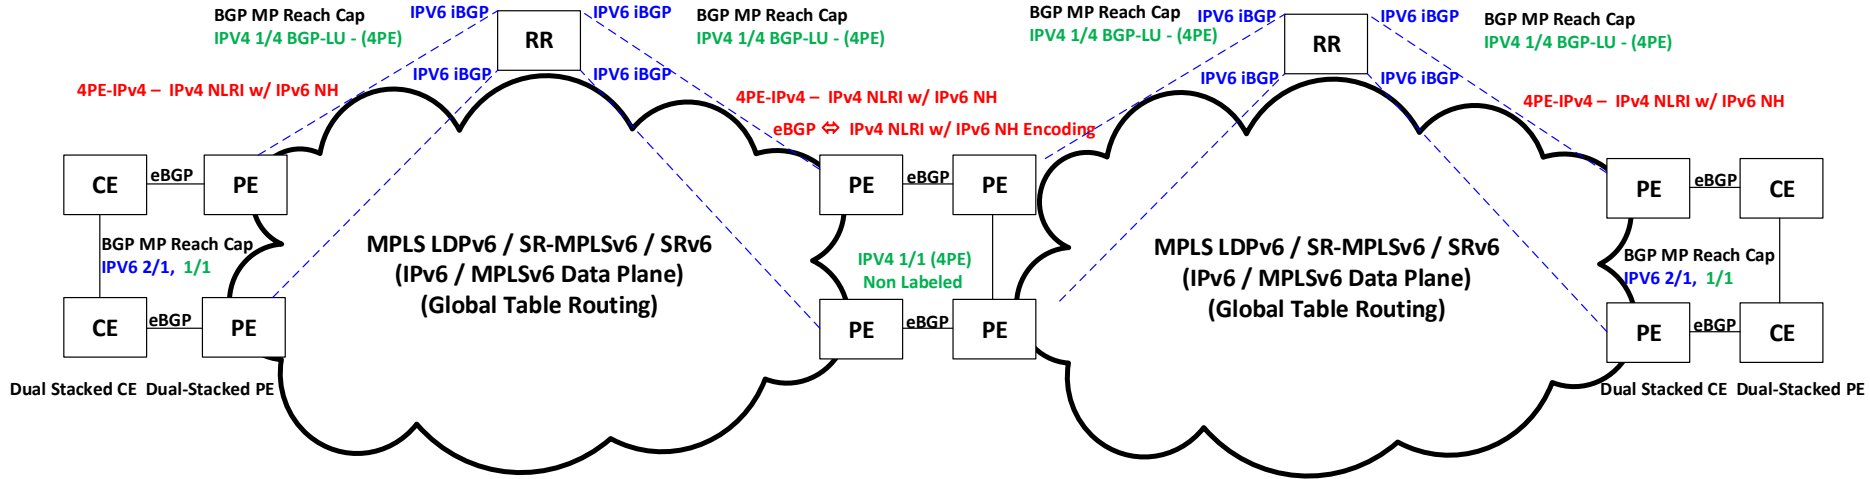 BGP MP Reach Cap
IPV4 1/4 BGP-LU - (4PE)
IPV6 iBGP
RR
IPV6 iBGP
BGP MP Reach Cap
IPV4 1/4 BGP-LU - (4PE)
IPV6 iBGP
IPV6 iBGP
BGP MP Reach Cap
IPV4 1/4 BGP-LU - (4PE)
IPV6 iBGP
RR
IPV6 iBGP
BGP MP Reach Cap
IPV4 1/4 BGP-LU - (4PE)
IPV6 iBGP
IPV6 iBGP
4PE-IPv4 – IPv4 NLRI w/ IPv6 NH
4PE-IPv4 – IPv4 NLRI w/ IPv6 NH
eBGP ⇔ IPv4 NLRI w/ IPv6 NH Encoding
4PE-IPv4 – IPv4 NLRI w/ IPv6 NH
CE
eBGP
PE
PE
eBGP
PE
PE
eBGP
CE
BGP MP Reach Cap
IPV6 2/1, 1/1
MPLS LDPv6 / SR-MPLSv6 / SRv6
(IPv6 / MPLSv6 Data Plane)
(Global Table Routing)
IPV4 1/1 (4PE)
Non Labeled
MPLS LDPv6 / SR-MPLSv6 / SRv6
(IPv6 / MPLSv6 Data Plane)
(Global Table Routing)
BGP MP Reach Cap
IPV6 2/1, 1/1
CE
eBGP
PE
PE
eBGP
PE
PE
eBGP
CE
Dual Stacked CE
Dual-Stacked PE
Dual Stacked CE
Dual-Stacked PE